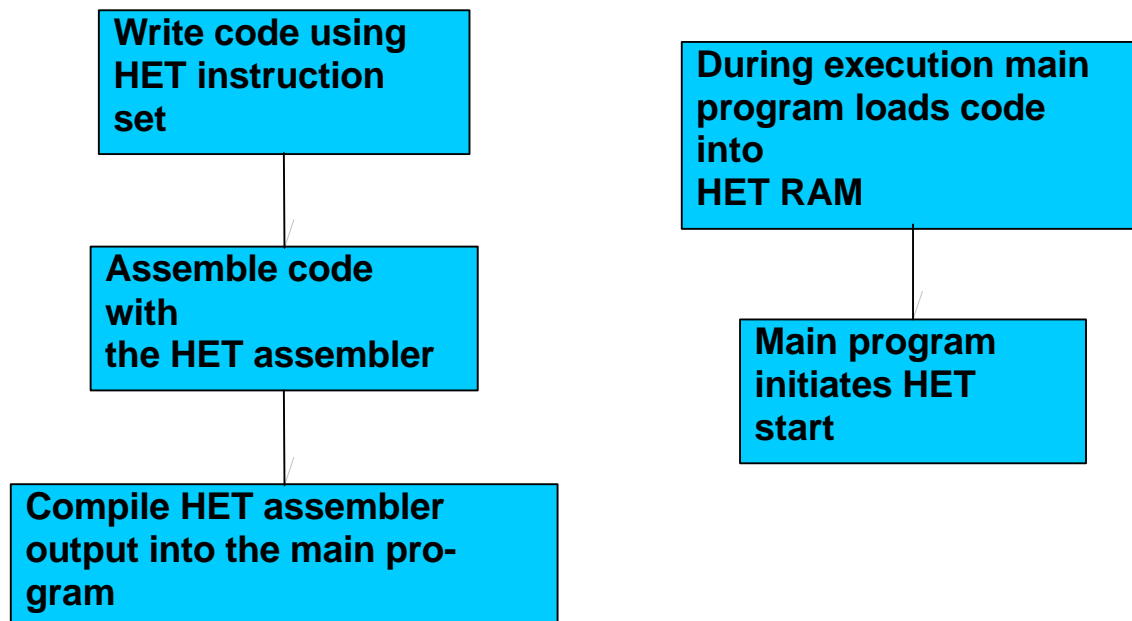 Write code using
HET instruction
set
Assemble code
with
the HET assembler
Compile HET assembler
output into the main pro-
gram
During execution main
program loads code
into
HET RAM
Main program
initiates HET
start